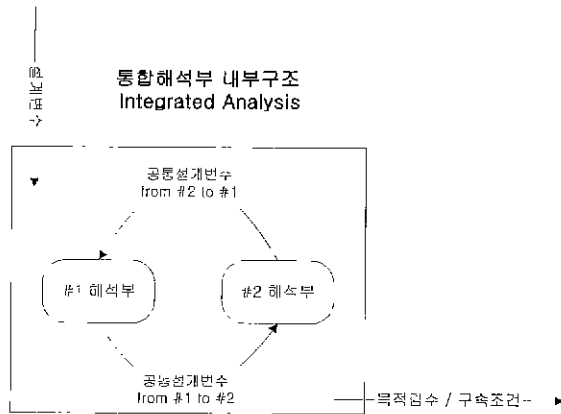 설계변수
통합해석부 내부구조
Integrated Analysis
공통설계변수
from #2 to #1
#1 해석부
#2 해석부
공통설계변수
from #1 to #2
목적함수 / 구속조건